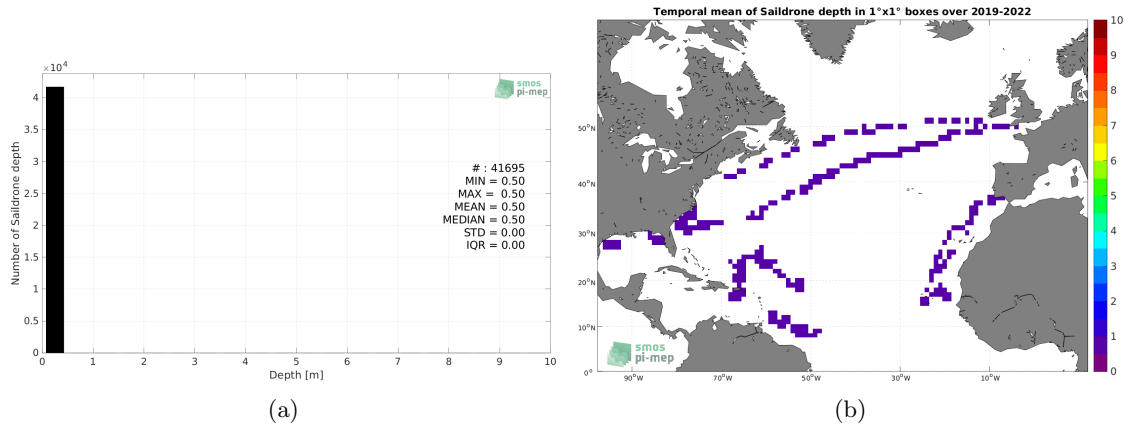 ×10⁴
4
3.5
3
2.5
2
1.5
1
0.5
0
Number of Saildrone depth
0 1 2 3 4 5 6 7 8 9 10
Depth [m]
smos
pi-mep
# : 41695
MIN = 0.50
MAX = 0.50
MEAN = 0.50
MEDIAN = 0.50
STD = 0.00
IQR = 0.00
(a)
Temporal mean of Saildrone depth in 1°x1° boxes over 2019-2022
50°N
40°N
30°N
20°N
10°N
0°
90°W 70°W 50°W 30°W 10°W
smos
pi-mep
10
9
8
7
6
5
4
3
2
1
0
(b)